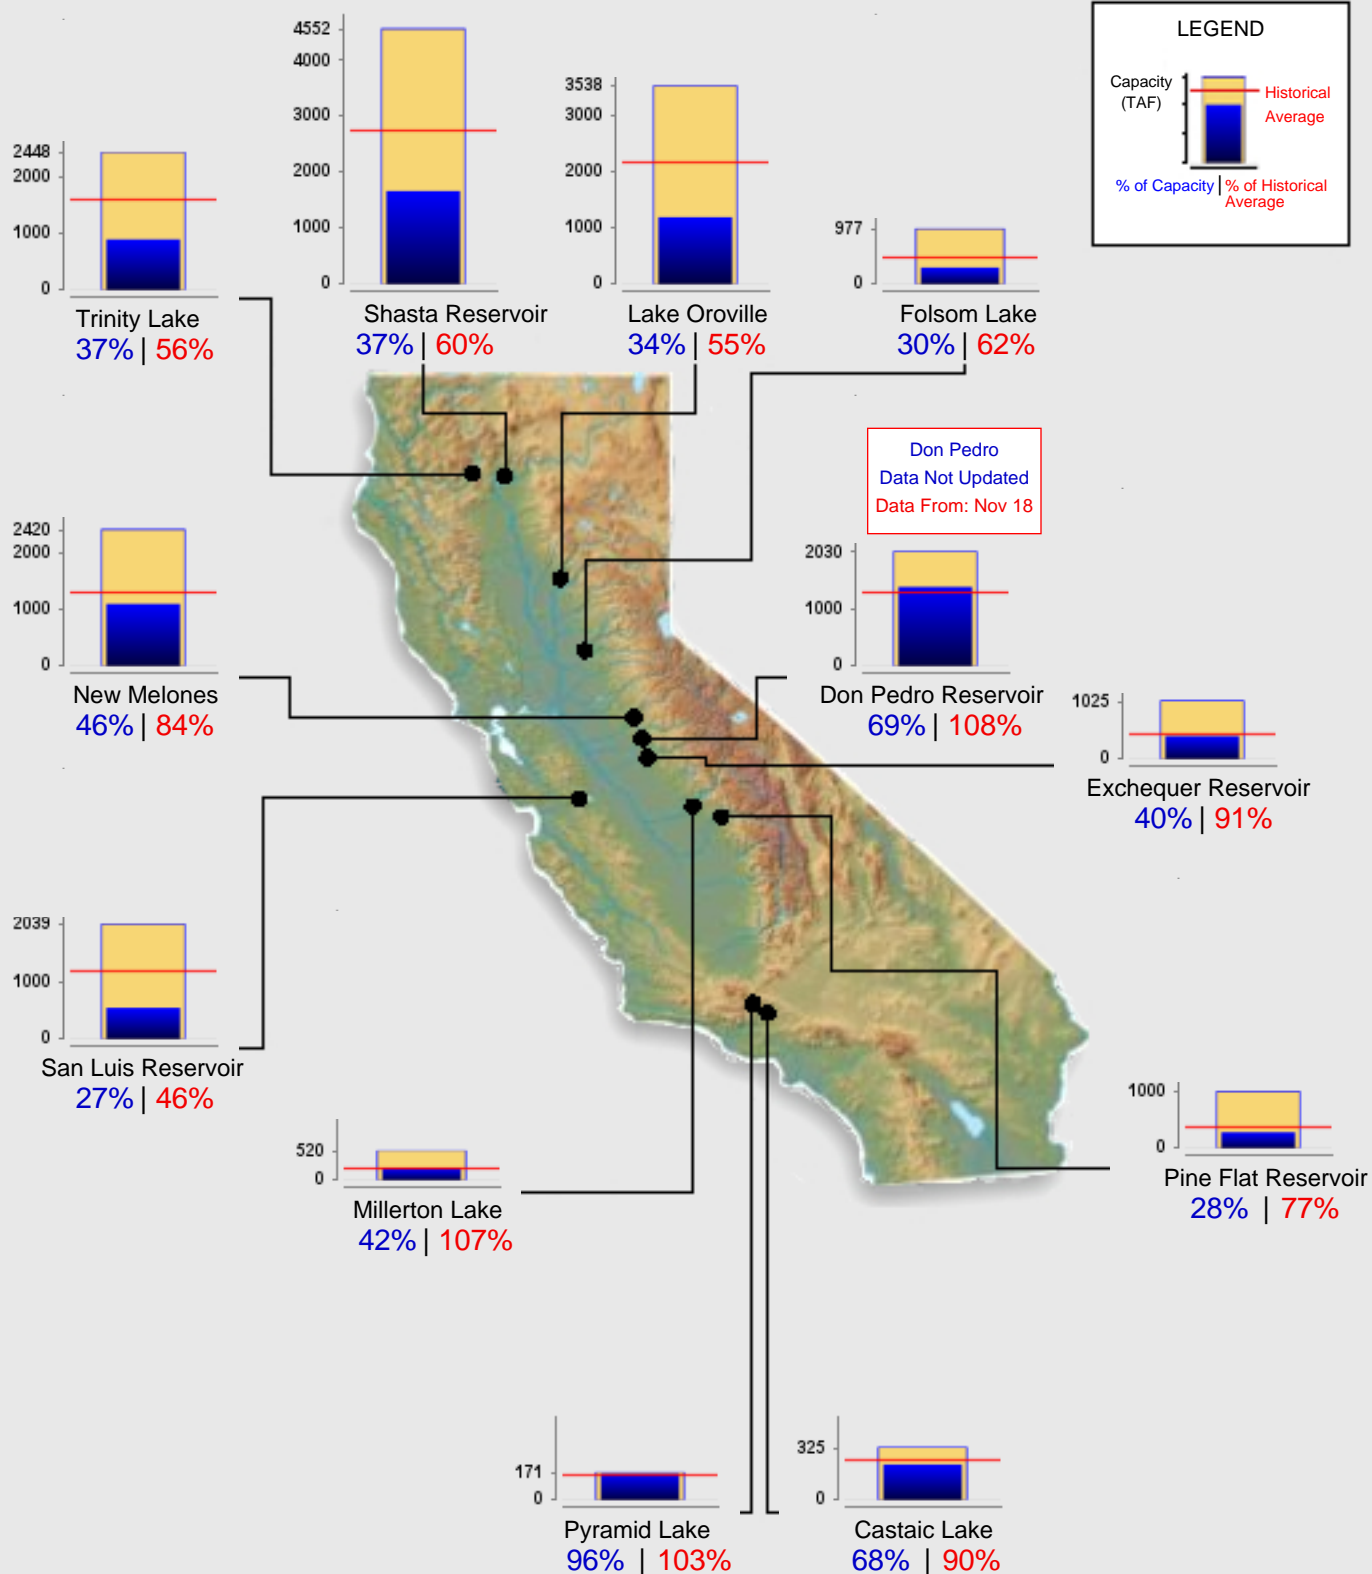 LEGEND
Capacity
(TAF)
Historical
Average
% of Capacity | % of Historical
Average
4552
4000
3000
2000
1000
0
Shasta Reservoir
37% | 60%
3538
3000
2000
1000
0
Lake Oroville
34% | 55%
2448
2000
1000
0
Trinity Lake
37% | 56%
977
0
Folsom Lake
30% | 62%
Don Pedro
Data Not Updated
Data From: Nov 18
2420
2000
1000
0
New Melones
46% | 84%
2030
1000
0
Don Pedro Reservoir
69% | 108%
1025
0
Exchequer Reservoir
40% | 91%
2039
1000
0
San Luis Reservoir
27% | 46%
520
0
Millerton Lake
42% | 107%
1000
0
Pine Flat Reservoir
28% | 77%
171
0
Pyramid Lake
96% | 103%
325
0
Castaic Lake
68% | 90%